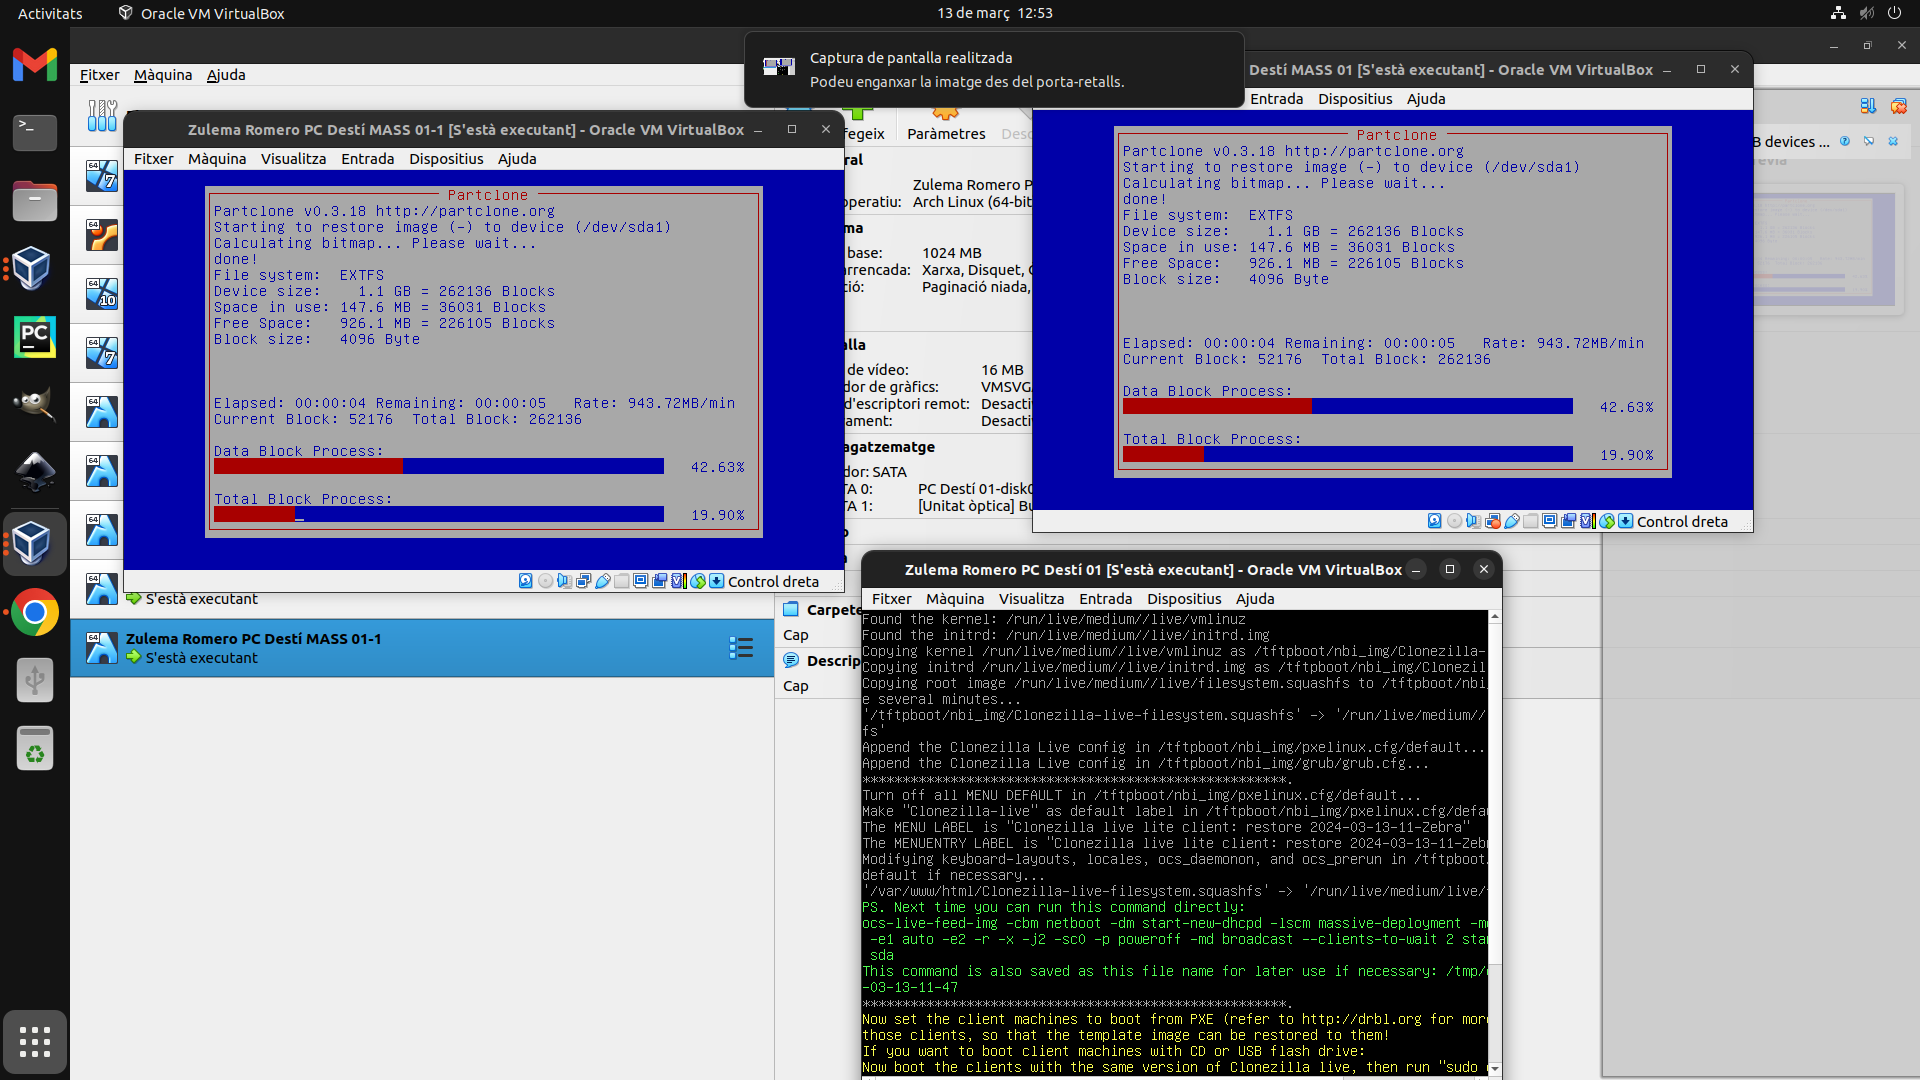 Activitats
Oracle VM VirtualBox
13 de març 12:53
Captura de pantalla realitzada
Podeu enganxar la imatge des del porta-retalls.
Fitxer Màquina Ajuda
Zulema Romero PC Destí MASS 01-1 [S'està executant] - Oracle VM VirtualBox
Fitxer Màquina Visualitza Entrada Dispositius Ajuda
Partclone
Partclone v0.3.18 http://partclone.org
Starting to restore image (-) to device (/dev/sda1)
Calculating bitmap... Please wait...
done!
File system: EXTFS
Device size: 1.1 GB = 262136 Blocks
Space in use: 147.6 MB = 36031 Blocks
Free Space: 926.1 MB = 226105 Blocks
Block size: 4096 Byte
Elapsed: 00:00:04 Remaining: 00:00:05 Rate: 943.72MB/min
Current Block: 52176 Total Block: 262136
Data Block Process:
42.63%
Total Block Process:
19.90%
Control dreta
S'està executant
Zulema Romero PC Destí MASS 01-1
S'està executant
fegeix
Paràmetres
Desc
ral
Zulema Romero P
operatiu: Arch Linux (64-bit
ma
base: 1024 MB
arrencada: Xarxa, Disquet,
ció: Paginació niada,
lla
de vídeo: 16 MB
dor de gràfics: VMSVG
d'escriptori remot: Desacti
ament: Desacti
agatzematge
dor: SATA
TA 0: PC Destí 01-disk
TA 1: [Unitat òptica] Bu
Carpete
Cap
Descrip
Cap
Destí MASS 01 [S'està executant] - Oracle VM VirtualBox
Entrada Dispositius Ajuda
Partclone
Partclone v0.3.18 http://partclone.org
Starting to restore image (-) to device (/dev/sda1)
Calculating bitmap... Please wait...
done!
File system: EXTFS
Device size: 1.1 GB = 262136 Blocks
Space in use: 147.6 MB = 36031 Blocks
Free Space: 926.1 MB = 226105 Blocks
Block size: 4096 Byte
Elapsed: 00:00:04 Remaining: 00:00:05 Rate: 943.72MB/min
Current Block: 52176 Total Block: 262136
Data Block Process:
42.63%
Total Block Process:
19.90%
Control dreta
B devices ...
Zulema Romero PC Destí 01 [S'està executant] - Oracle VM VirtualBox
Fitxer Màquina Visualitza Entrada Dispositius Ajuda
Found the kernel: /run/live/medium//live/vmlinuz
Found the initrd: /run/live/medium//live/initrd.img
Copying kernel /run/live/medium//live/vmlinuz as /tftpboot/nbi_img/Clonezilla-
Copying initrd /run/live/medium//live/initrd.img as /tftpboot/nbi_img/Clonezil
Copying root image /run/live/medium//live/filesystem.squashfs to /tftpboot/nbi
e several minutes...
'/tftpboot/nbi_img/Clonezilla-live-filesystem.squashfs' -> '/run/live/medium//
fs'
Append the Clonezilla Live config in /tftpboot/nbi_img/pxelinux.cfg/default...
Append the Clonezilla Live config in /tftpboot/nbi_img/grub/grub.cfg...
*****************************************************.
Turn off all MENU DEFAULT in /tftpboot/nbi_img/pxelinux.cfg/default...
Make "Clonezilla-live" as default label in /tftpboot/nbi_img/pxelinux.cfg/defa
The MENU LABEL is "Clonezilla live lite client: restore 2024-03-13-11-Zebra"
The MENUENTRY LABEL is "Clonezilla live lite client: restore 2024-03-13-11-Zeb
Modifying keyboard-layouts, locales, ocs_daemonon, and ocs_prerun in /tftpboot
default if necessary...
'/var/www/html/Clonezilla-live-filesystem.squashfs' -> '/run/live/medium/live/
PS. Next time you can run this command directly:
ocs-live-feed-img -cbm netboot -dm start-new-dhcpd -lscm massive-deployment -m
-e1 auto -e2 -r -x -j2 -sc0 -p poweroff -md broadcast --clients-to-wait 2 sta
sda
This command is also saved as this file name for later use if necessary: /tmp/
-03-13-11-47
*****************************************************.
Now set the client machines to boot from PXE (refer to http://drbl.org for mor
those clients, so that the template image can be restored to them!
If you want to boot client machines with CD or USB flash drive:
Now boot the clients with the same version of Clonezilla live, then run "sudo